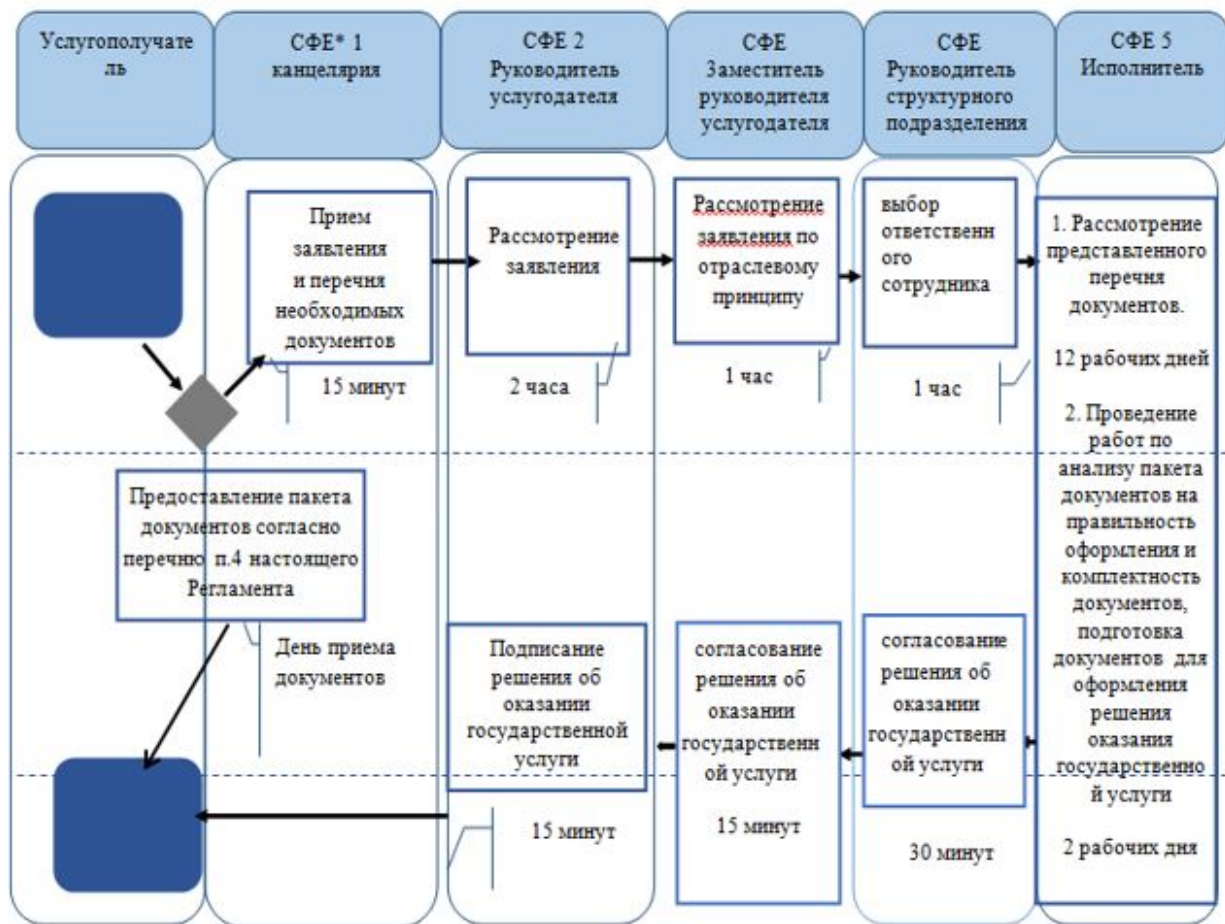 Услугополучате
ль
СФЕ* 1
канцелярия
СФЕ 2
Руководитель
услугодателя
СФЕ
Заместитель
руководителя
услугодателя
СФЕ
Руководитель
структурного
подразделения
СФЕ 5
Исполнитель
Прием
заявления
и перечня
необходимых
документов
15 минут
Рассмотрение
заявления
2 часа
Рассмотрение
заявления по
отраслевому
принципу
1 час
выбор
ответственн
ого
сотрудника
1 час
1. Рассмотрение
представленного
перечня
документов.
12 рабочих дней
2. Проведение
работ по
анализу пакета
документов на
правильность
оформления и
комплектность
документов,
подготовка
документов для
оформления
решения
оказания
государственно
й услуги
2 рабочих дня
Предоставление пакета
документов согласно
перечню п.4 настоящего
Регламента
День приема
документов
Подписание
решения об
оказании
государственной
услуги
15 минут
согласование
решения об
оказании
государственн
ой услуги
15 минут
согласование
решения об
оказании
государственн
ой услуги
30 минут